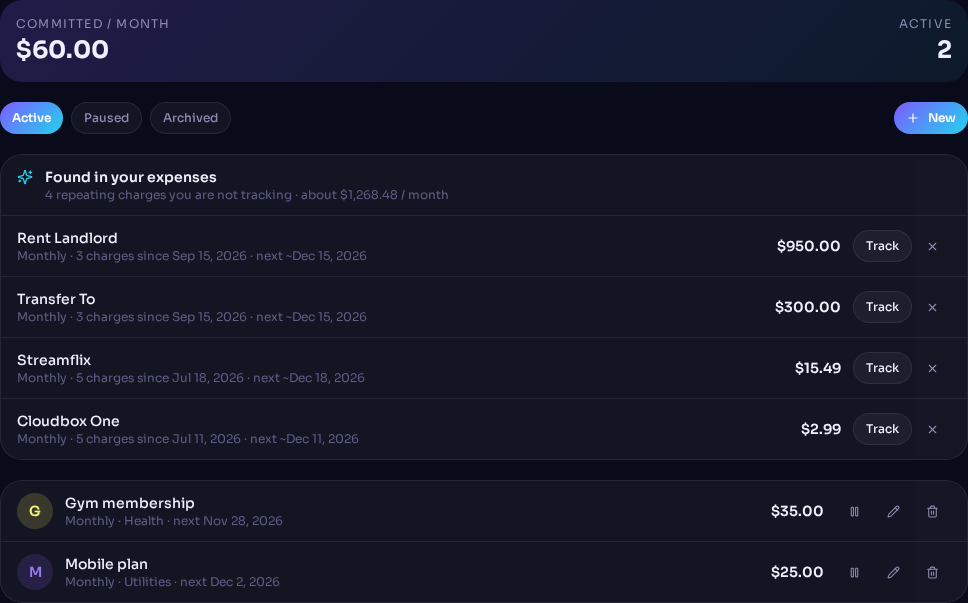 COMMITTED / MONTH
ACTIVE
$60.00
2
Active
Paused
Archived
+ New
Found in your expenses
4 repeating charges you are not tracking · about $1,268.48 / month
Rent Landlord
Monthly · 3 charges since Sep 15, 2026 · next ~Dec 15, 2026
$950.00
Track
×
Transfer To
Monthly · 3 charges since Sep 15, 2026 · next ~Dec 15, 2026
$300.00
Track
×
Streamflix
Monthly · 5 charges since Jul 18, 2026 · next ~Dec 18, 2026
$15.49
Track
×
Cloudbox One
Monthly · 5 charges since Jul 11, 2026 · next ~Dec 11, 2026
$2.99
Track
×
G
Gym membership
Monthly · Health · next Nov 28, 2026
$35.00
M
Mobile plan
Monthly · Utilities · next Dec 2, 2026
$25.00